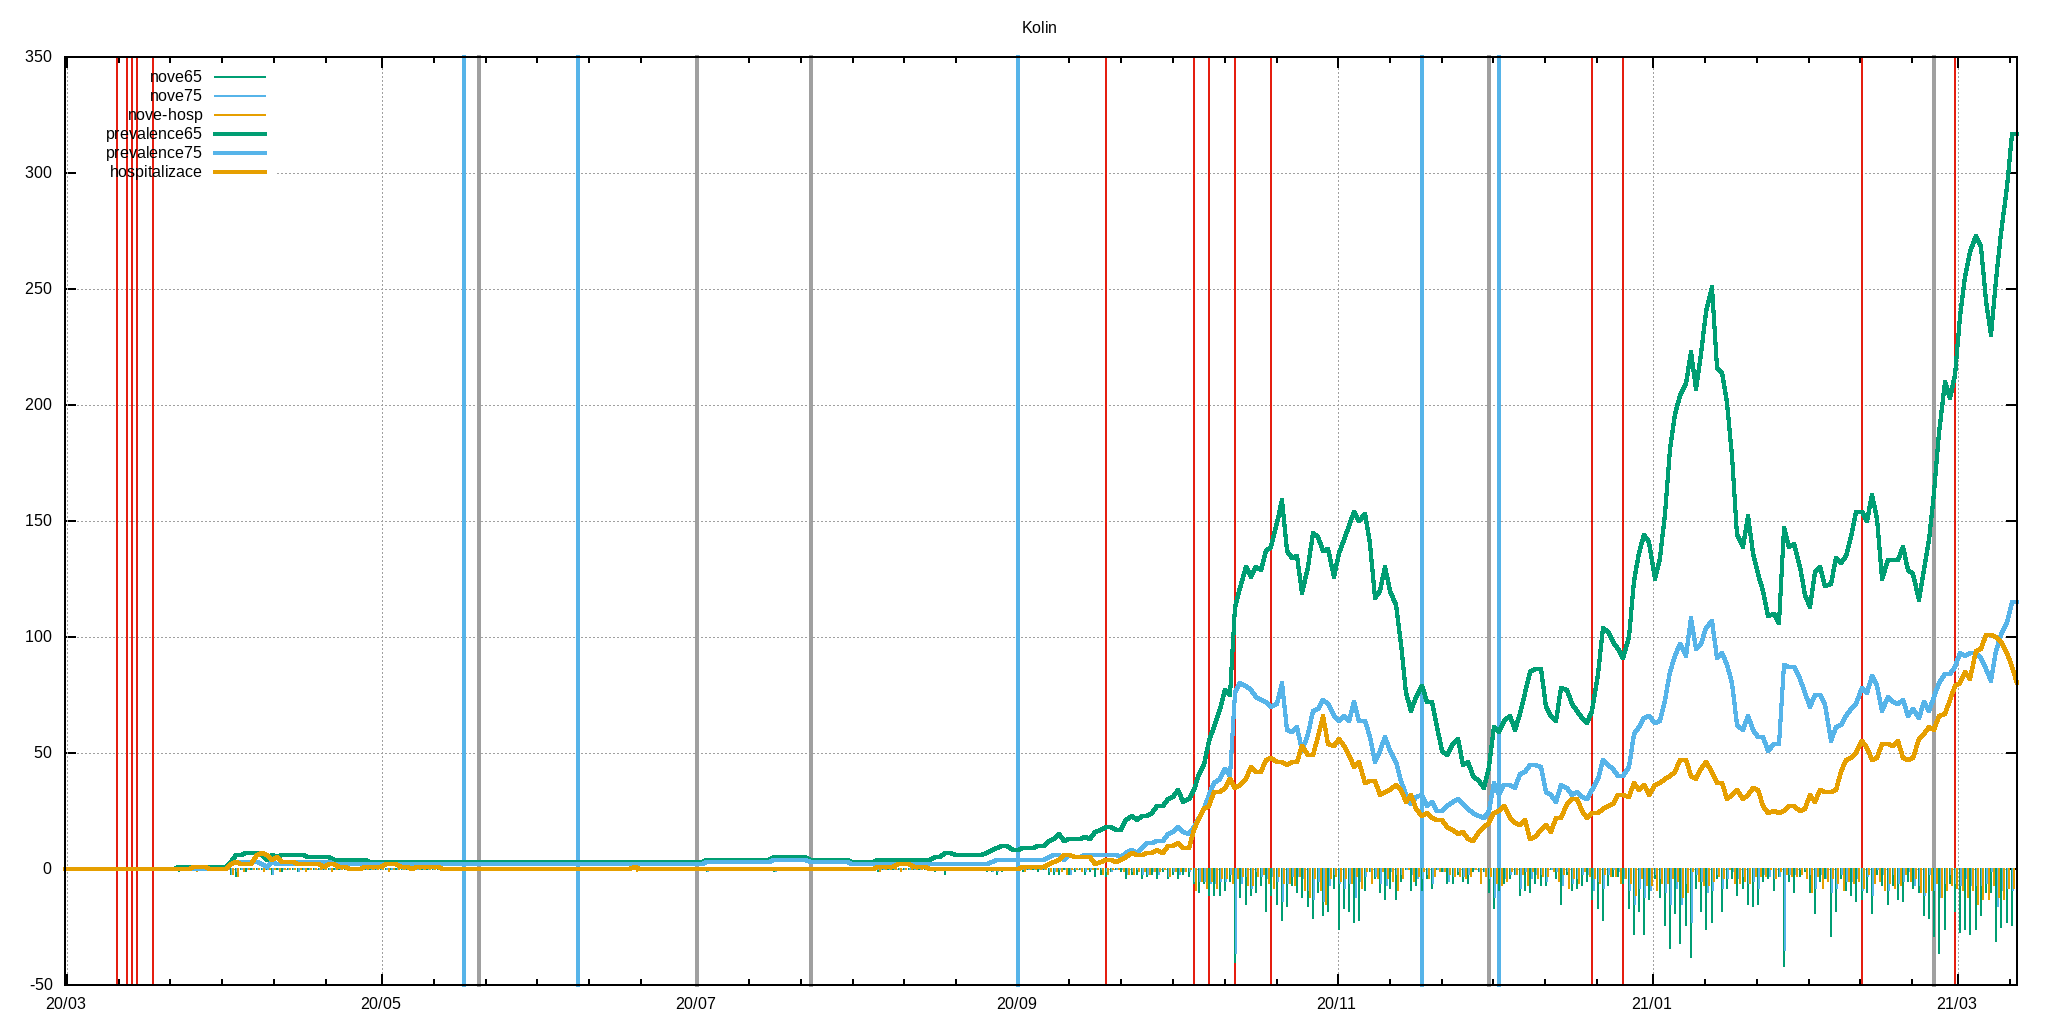 Kolin
350
300
250
200
150
100
50
0
-50
nove65
nove75
nove-hosp
prevalence65
prevalence75
hospitalizace
20/03 20/05 20/07 20/09 20/11 21/01 21/03